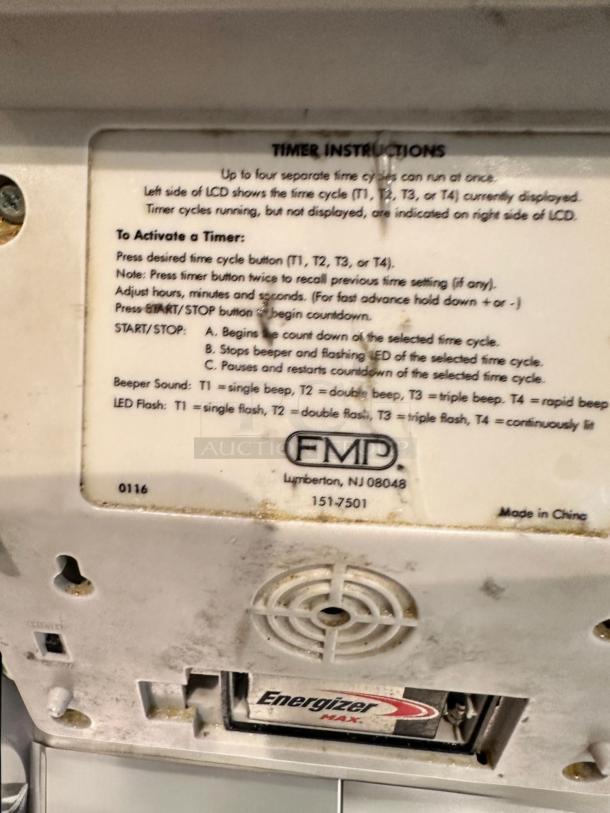 TIMER INSTRUCTIONS
Up to four separate time cycles can run at once.
Left side of LCD shows the time cycle (T1, T2, T3, or T4) currently displayed.
Timer cycles running, but not displayed, are indicated on right side of LCD.
To Activate a Timer:
Press desired time cycle button (T1, T2, T3, or T4).
Note: Press timer button twice to recall previous time setting (if any).
Adjust hours, minutes and seconds. (For fast advance hold down + or - )
Press START/STOP button to begin countdown.
START/STOP: A. Begins the count down of the selected time cycle.
B. Stops beeper and flashing LED of the selected time cycle.
C. Pauses and restarts countdown of the selected time cycle.
Beeper Sound: T1 = single beep, T2 = double beep, T3 = triple beep. T4 = rapid beep
LED Flash: T1 = single flash, T2 = double flash, T3 = triple flash, T4 = continuously lit
FMP
Lumberton, NJ 08048
0116
151-7501
Made in China
Energizer
MAX.